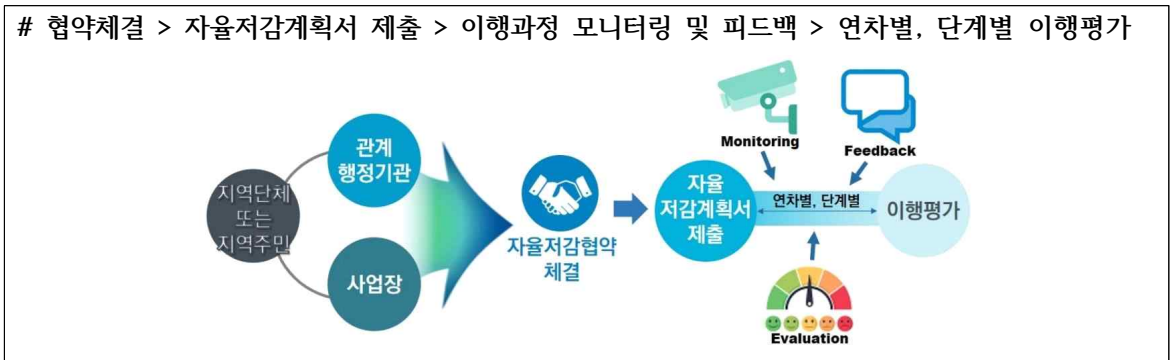 # 협약체결 > 자율저감계획서 제출 > 이행과정 모니터링 및 피드백 > 연차별, 단계별 이행평가
관계
행정기관
지역단체
또는
지역주민
사업장
자율저감협약
체결
Monitoring
Feedback
자율
저감계획서
제출
연차별, 단계별
이행평가
Evaluation